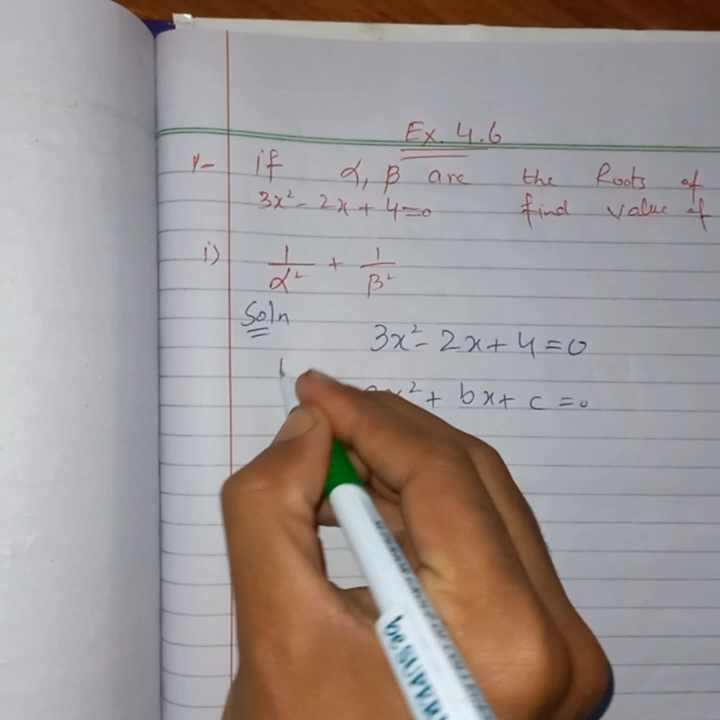 Ex. 4.6
1- if α, β are the Roots of
3x² - 2x + 4 = 0 find value of
i) 1/α² + 1/β²
Soln
3x² - 2x + 4 = 0
x² + bx + c = 0